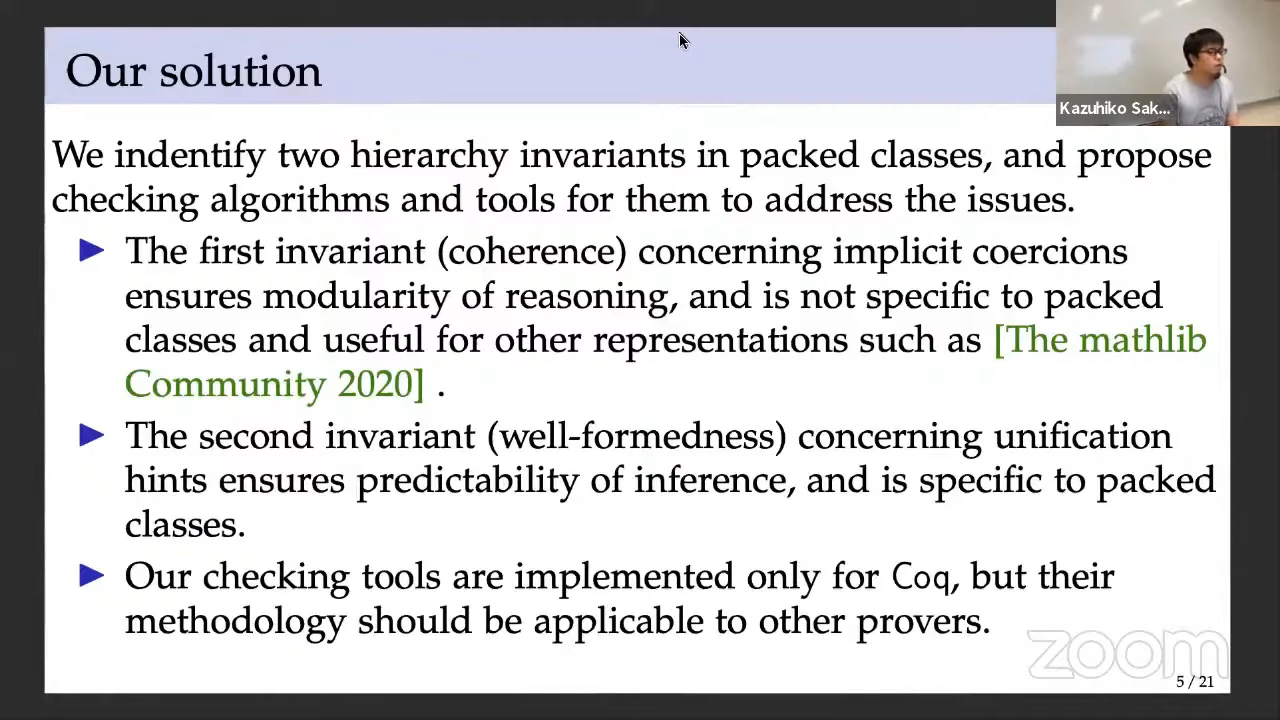 Our solution
Kazuhiko Sak...
We indentify two hierarchy invariants in packed classes, and propose
checking algorithms and tools for them to address the issues.
▶ The first invariant (coherence) concerning implicit coercions
ensures modularity of reasoning, and is not specific to packed
classes and useful for other representations such as [The mathlib
Community 2020] .
▶ The second invariant (well-formedness) concerning unification
hints ensures predictability of inference, and is specific to packed
classes.
▶ Our checking tools are implemented only for Coq, but their
methodology should be applicable to other provers.
zoom
5 / 21